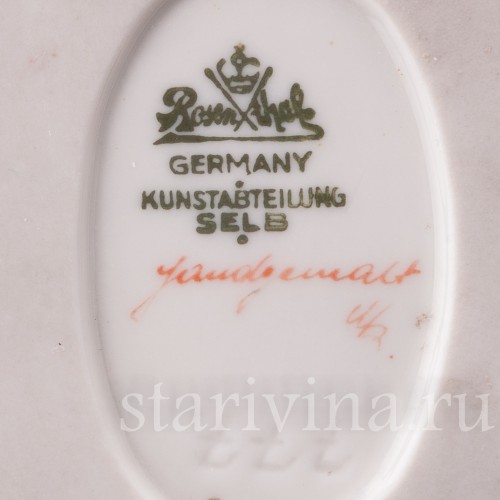 Rosenthal
GERMANY
KUNSTABTEILUNG
SELB
Handgemalt
starivina.ru